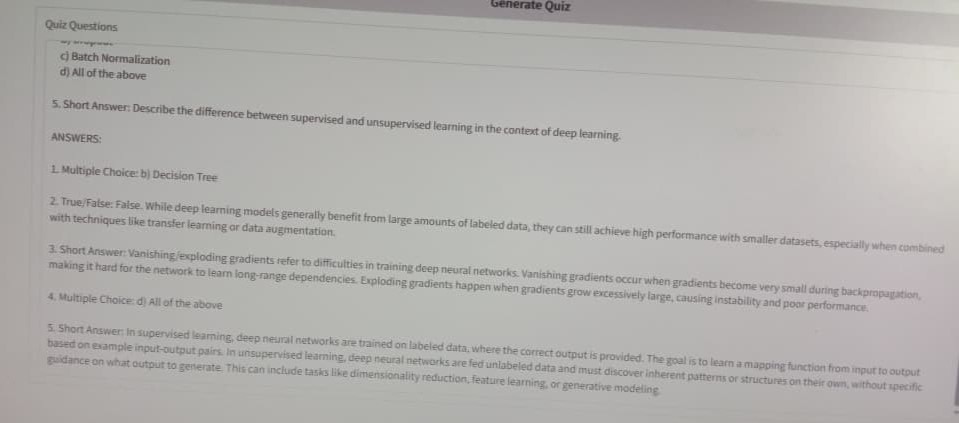 Generate Quiz
Quiz Questions
c) Batch Normalization
d) All of the above
5. Short Answer: Describe the difference between supervised and unsupervised learning in the context of deep learning.
ANSWERS:
1. Multiple Choice: b) Decision Tree
2. True/False: False. While deep learning models generally benefit from large amounts of labeled data, they can still achieve high performance with smaller datasets, especially when combined
with techniques like transfer learning or data augmentation.
3. Short Answer: Vanishing/exploding gradients refer to difficulties in training deep neural networks. Vanishing gradients occur when gradients become very small during backpropagation,
making it hard for the network to learn long-range dependencies. Exploding gradients happen when gradients grow excessively large, causing instability and poor performance.
4. Multiple Choice: d) All of the above
5. Short Answer: In supervised learning, deep neural networks are trained on labeled data, where the correct output is provided. The goal is to learn a mapping function from input to output
based on example input-output pairs. In unsupervised learning, deep neural networks are fed unlabeled data and must discover inherent patterns or structures on their own, without specific
guidance on what output to generate. This can include tasks like dimensionality reduction, feature learning, or generative modeling.